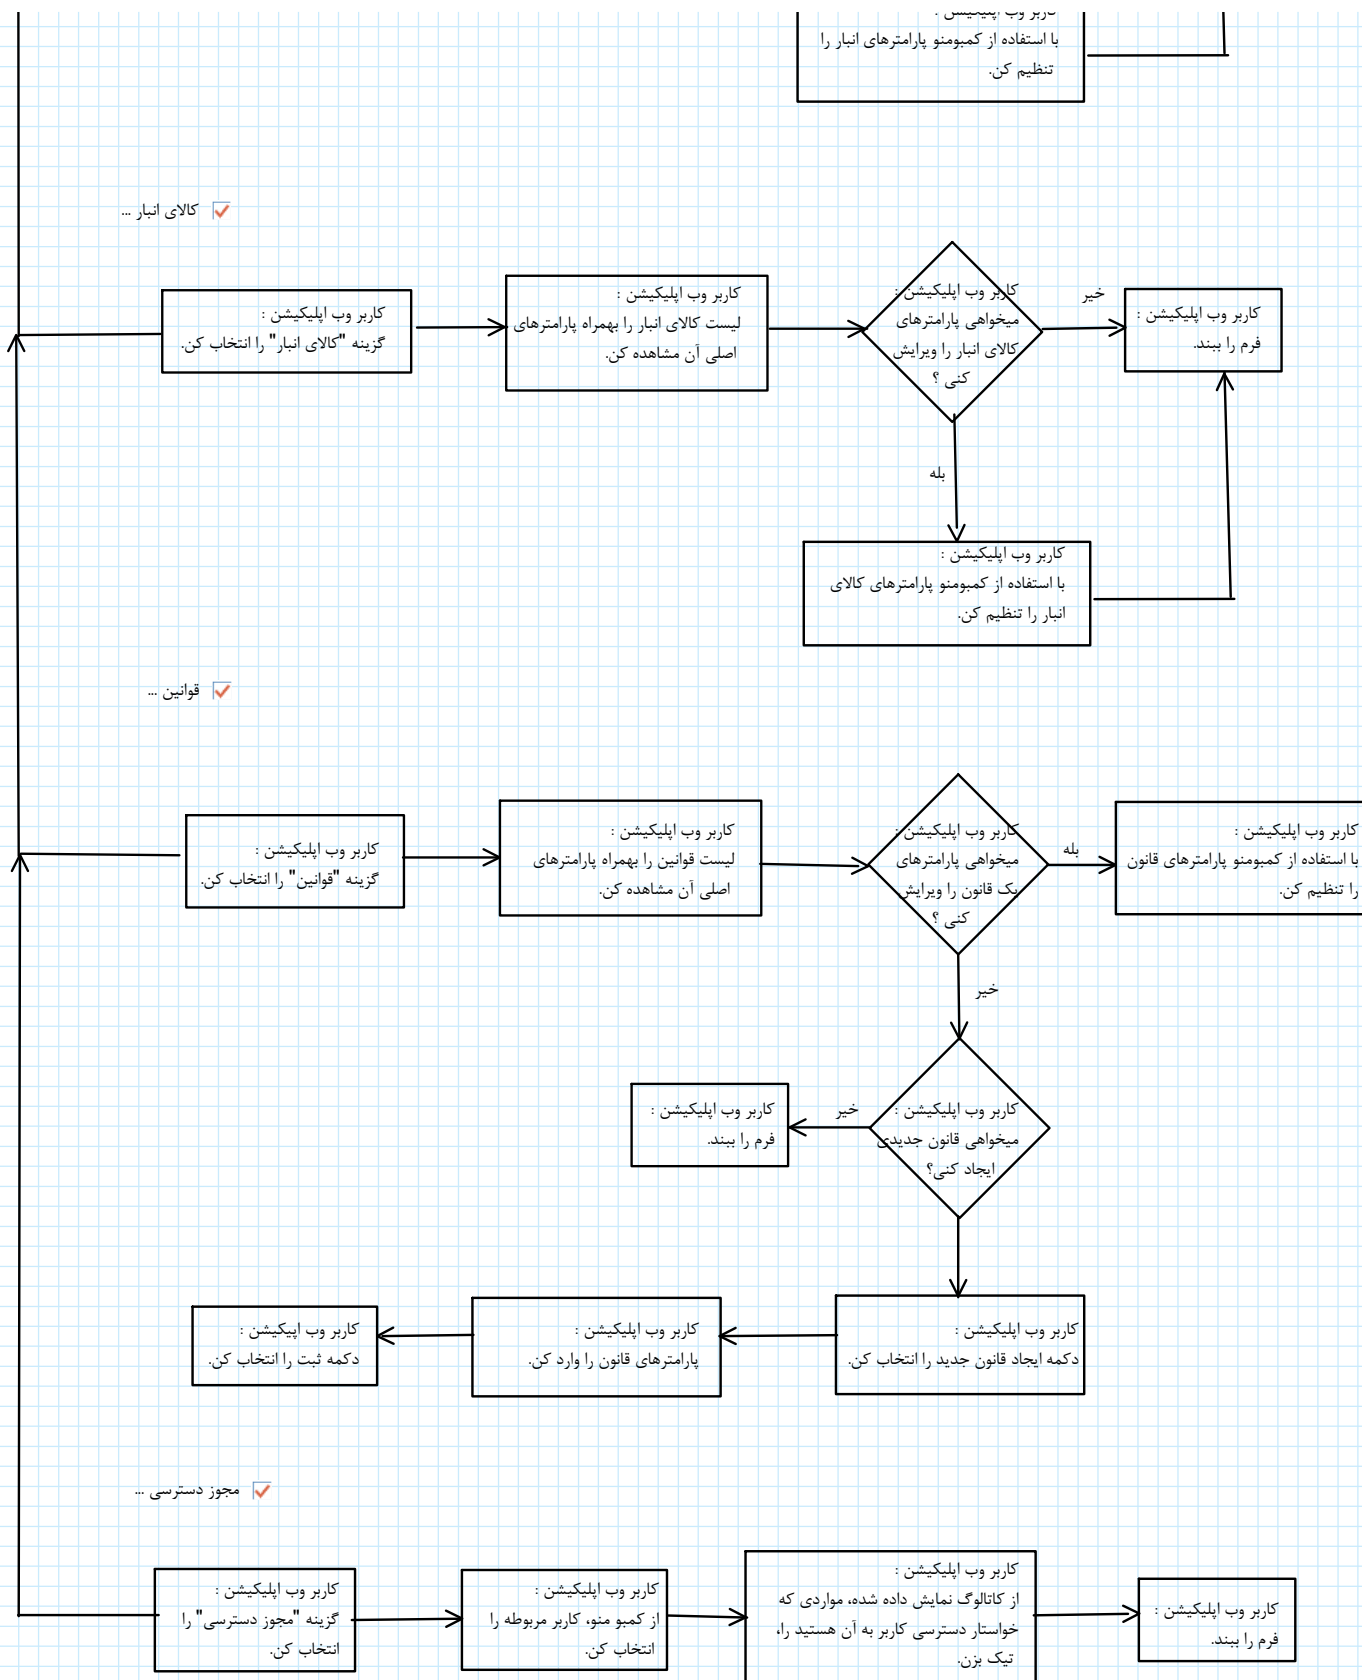 کاربر وب اپلیکیشن :
با استفاده از کمبومنو پارامترهای انبار را
تنظیم کن.
کالای انبار ...
کاربر وب اپلیکیشن :
گزینه "کالای انبار" را انتخاب کن.
کاربر وب اپلیکیشن :
لیست کالای انبار را بهمراه پارامترهای
اصلی آن مشاهده کن.
کاربر وب اپلیکیشن :
میخواهی پارامترهای
کالای انبار را ویرایش
کنی ؟
خیر
کاربر وب اپلیکیشن :
فرم را ببند.
بله
کاربر وب اپلیکیشن :
با استفاده از کمبومنو پارامترهای کالای
انبار را تنظیم کن.
قوانین ...
کاربر وب اپلیکیشن :
گزینه "قوانین" را انتخاب کن.
کاربر وب اپلیکیشن :
لیست قوانین را بهمراه پارامترهای
اصلی آن مشاهده کن.
کاربر وب اپلیکیشن :
میخواهی پارامترهای
یک قانون را ویرایش
کنی ؟
بله
کاربر وب اپلیکیشن :
با استفاده از کمبومنو پارامترهای قانون
را تنظیم کن.
خیر
کاربر وب اپلیکیشن :
میخواهی قانون جدیدی
ایجاد کنی؟
خیر
کاربر وب اپلیکیشن :
فرم را ببند.
کاربر وب اپلیکیشن :
دکمه ایجاد قانون جدید را انتخاب کن.
کاربر وب اپلیکیشن :
پارامترهای قانون را وارد کن.
کاربر وب اپیکیشن :
دکمه ثبت را انتخاب کن.
مجوز دسترسی ...
کاربر وب اپلیکیشن :
گزینه "مجوز دسترسی" را
انتخاب کن.
کاربر وب اپلیکیشن :
از کمبو منو، کاربر مربوطه را
انتخاب کن.
کاربر وب اپلیکیشن :
از کاتالوگ نمایش داده شده، مواردی که
خواستار دسترسی کاربر به آن هستید را،
تیک بزن.
کاربر وب اپلیکیشن :
فرم را ببند.